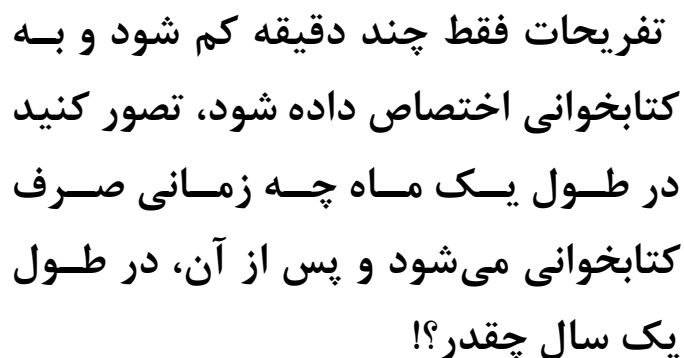 تفریحات فقط چند دقیقه کم شود و به
کتابخوانی اختصاص داده شود، تصور کنید
در طول یک ماه چه زمانی صرف
کتابخوانی می‌شود و پس از آن، در طول
یک سال چقدر؟!